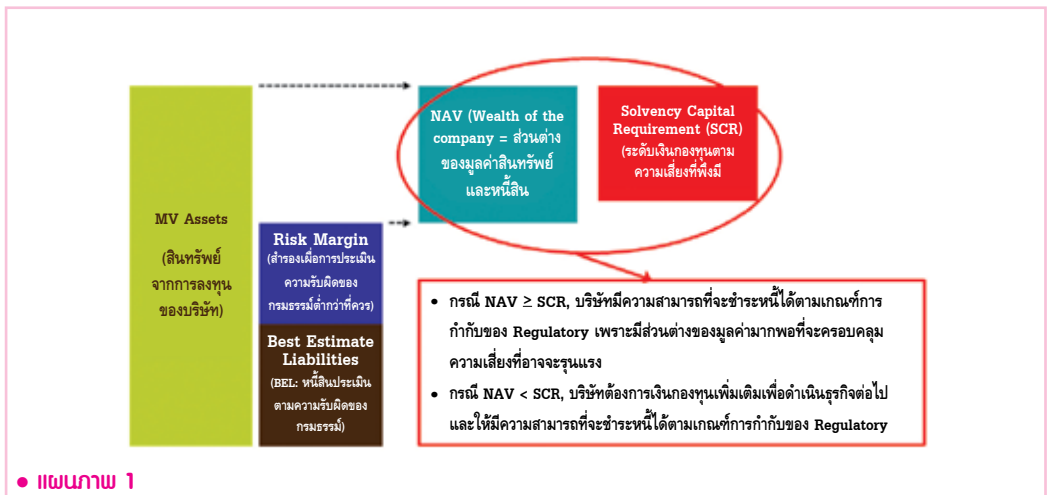 MV Assets
(สินทรัพย์
จากการลงทุน
ของบริษัท)
Risk Margin
(สำรองเผื่อการประเมิน
ความรับผิดของ
กรมธรรม์ต่ำกว่าที่ควร)
Best Estimate
Liabilities
(BEL: หนี้สินประเมิน
ตามความรับผิดของ
กรมธรรม์)
NAV (Wealth of the
company = ส่วนต่าง
ของมูลค่าสินทรัพย์
และหนี้สิน
Solvency Capital
Requirement (SCR)
(ระดับเงินกองทุนตาม
ความเสี่ยงที่พึงมี
• กรณี NAV ≥ SCR, บริษัทมีความสามารถที่จะชำระหนี้ได้ตามเกณฑ์การ
กำกับของ Regulatory เพราะมีส่วนต่างของมูลค่ามากพอที่จะครอบคลุม
ความเสี่ยงที่อาจจะรุนแรง
• กรณี NAV < SCR, บริษัทต้องการเงินกองทุนเพิ่มเติมเพื่อดำเนินธุรกิจต่อไป
และให้มีความสามารถที่จะชำระหนี้ได้ตามเกณฑ์การกำกับของ Regulatory
• แผนภาพ 1